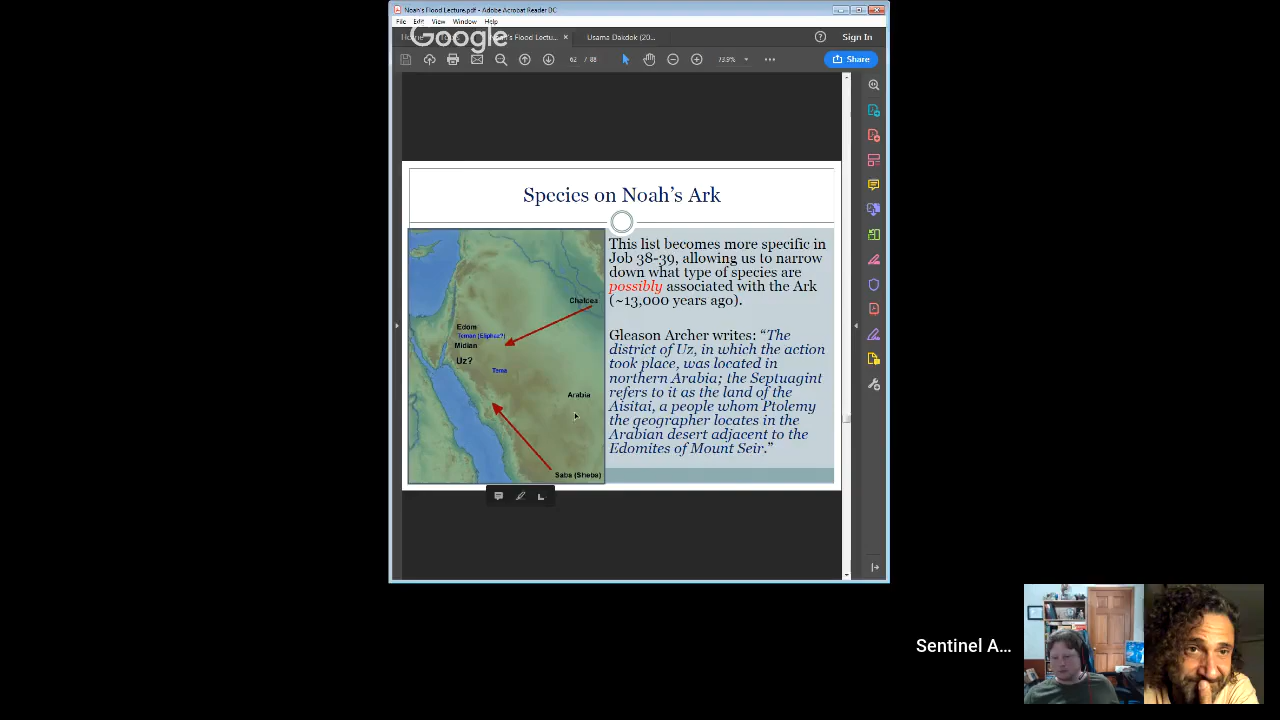 Noah's Flood Lecture.pdf - Adobe Acrobat Reader DC
File Edit View Window Help
Google
Noah's Flood Lectu... × Usama Dakdok (20...
Sign In
62 / 88
73.9%
Share
Species on Noah's Ark
This list becomes more specific in
Job 38-39, allowing us to narrow
down what type of species are
possibly associated with the Ark
(~13,000 years ago).
Gleason Archer writes: “The
district of Uz, in which the action
took place, was located in
northern Arabia; the Septuagint
refers to it as the land of the
Aisitai, a people whom Ptolemy
the geographer locates in the
Arabian desert adjacent to the
Edomites of Mount Seir.”
Chaldea
Edom
Teman (Eliphaz?)
Midian
Uz?
Tema
Arabia
Saba (Sheba)
Sentinel A...